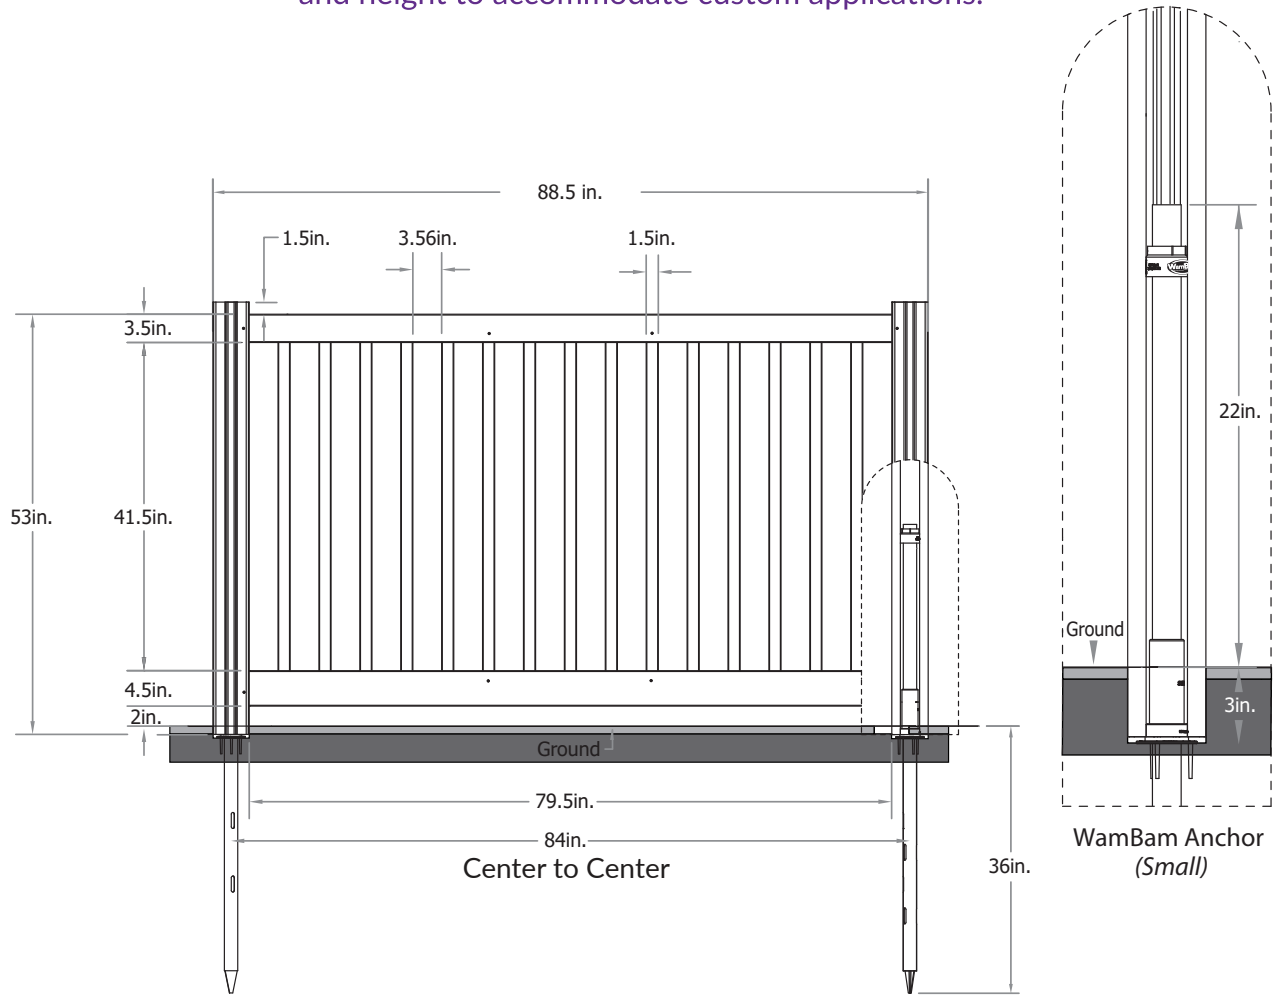 and height to accommodate custom applications.
88.5 in.
1.5in.
3.56in.
1.5in.
3.5in.
53in.
41.5in.
22in.
4.5in.
2in.
Ground
Ground
3in.
79.5in.
84in.
Center to Center
36in.
WamBam Anchor
(Small)